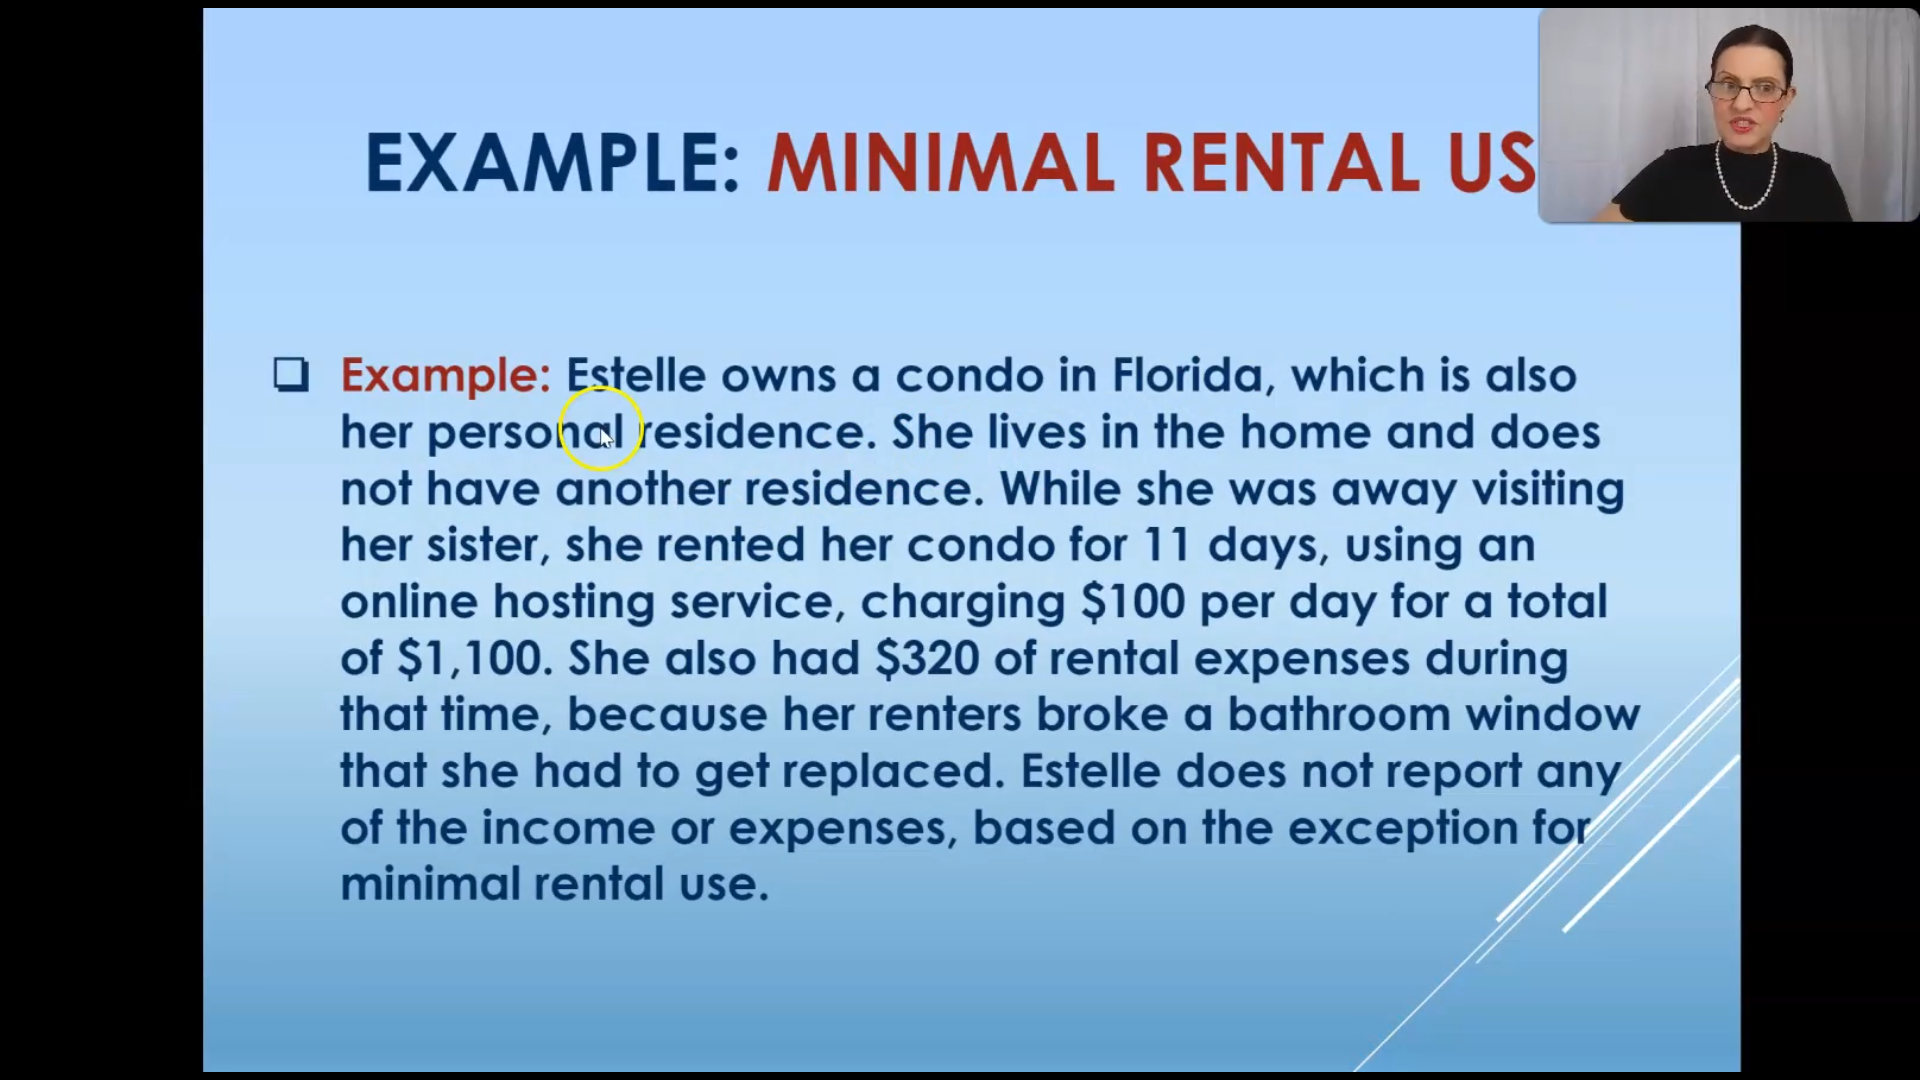 EXAMPLE: MINIMAL RENTAL US
Example: Estelle owns a condo in Florida, which is also
her personal residence. She lives in the home and does
not have another residence. While she was away visiting
her sister, she rented her condo for 11 days, using an
online hosting service, charging $100 per day for a total
of $1,100. She also had $320 of rental expenses during
that time, because her renters broke a bathroom window
that she had to get replaced. Estelle does not report any
of the income or expenses, based on the exception for
minimal rental use.